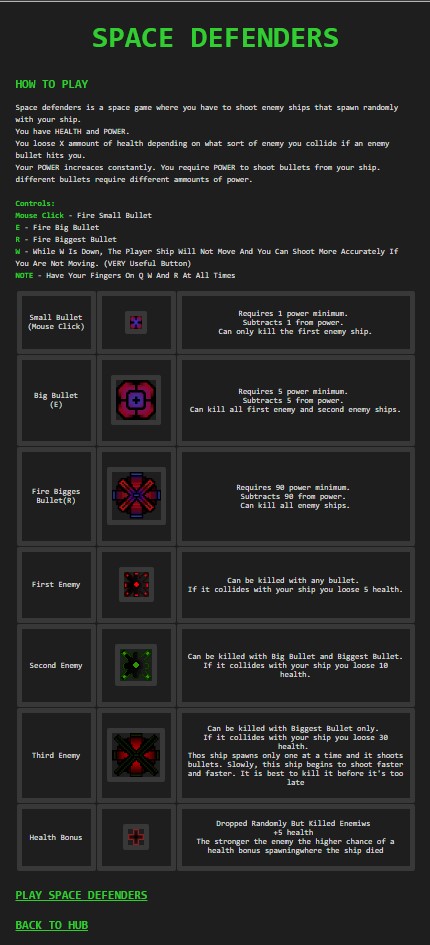 SPACE DEFENDERS
HOW TO PLAY
Space defenders is a space game where you have to shoot enemy ships that spawn randomly
with your ship.
You have HEALTH and POWER.
You loose X ammount of health depending on what sort of enemy you collide if an enemy
bullet hits you.
Your POWER increaces constantly. You require POWER to shoot bullets from your ship.
different bullets require different ammounts of power.
Controls:
Mouse Click - Fire Small Bullet
E - Fire Big Bullet
R - Fire Biggest Bullet
W - While W Is Down, The Player Ship Will Not Move And You Can Shoot More Accurately If
You Are Not Moving. (VERY Useful Button)
NOTE - Have Your Fingers On Q W And R At All Times
Small Bullet
(Mouse Click)
Requires 1 power minimum.
Subtracts 1 from power.
Can only kill the first enemy ship.
Big Bullet
(E)
Requires 5 power minimum.
Subtracts 5 from power.
Can kill all first enemy and second enemy ships.
Fire Bigges
Bullet(R)
Requires 90 power minimum.
Subtracts 90 from power.
Can kill all enemy ships.
First Enemy
Can be killed with any bullet.
If it collides with your ship you loose 5 health.
Second Enemy
Can be killed with Big Bullet and Biggest Bullet.
If it collides with your ship you loose 10
health.
Third Enemy
Can be killed with Biggest Bullet only.
If it collides with your ship you loose 30
health.
Thos ship spawns only one at a time and it shoots
bullets. Slowly, this ship begins to shoot faster
and faster. It is best to kill it before it's too
late
Health Bonus
Dropped Randomly But Killed Enemiws
+5 health
The stronger the enemy the higher chance of a
health bonus spawningwhere the ship died
PLAY SPACE DEFENDERS
BACK TO HUB